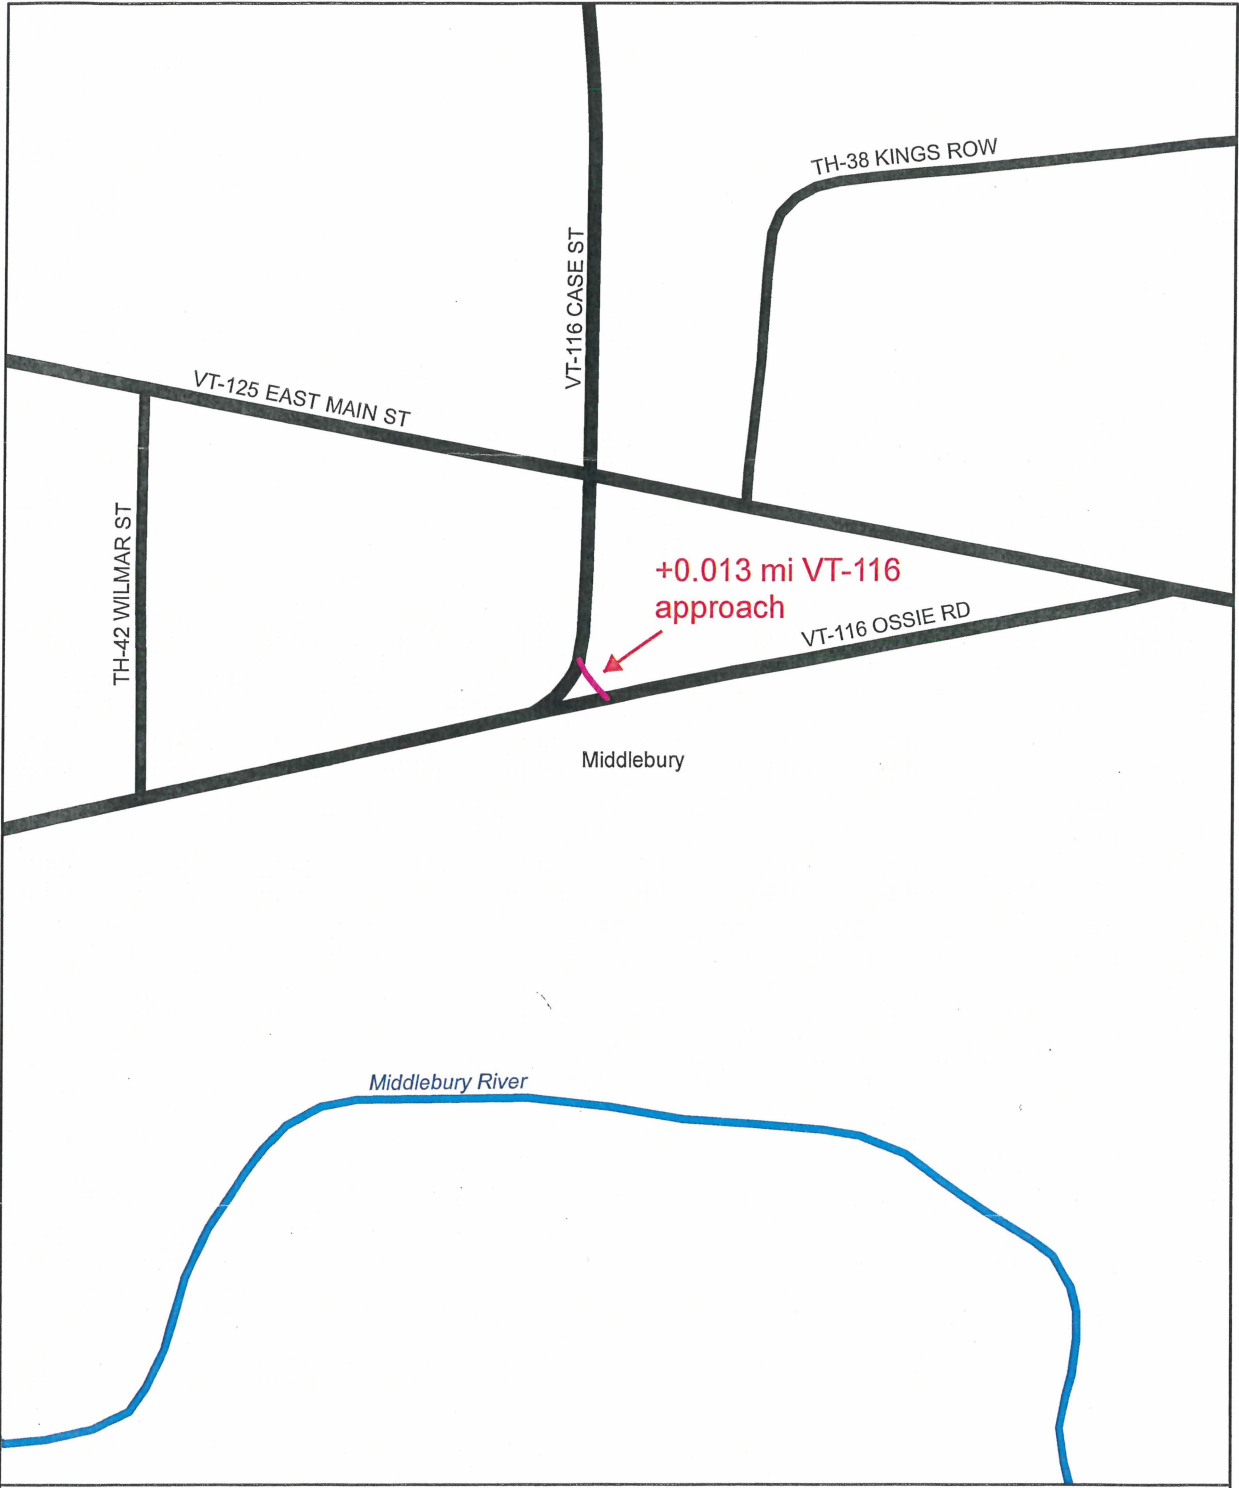 TH-38 KINGS ROW
VT-116 CASE ST
VT-125 EAST MAIN ST
TH-42 WILMAR ST
+0.013 mi VT-116
approach
VT-116 OSSIE RD
Middlebury
Middlebury River